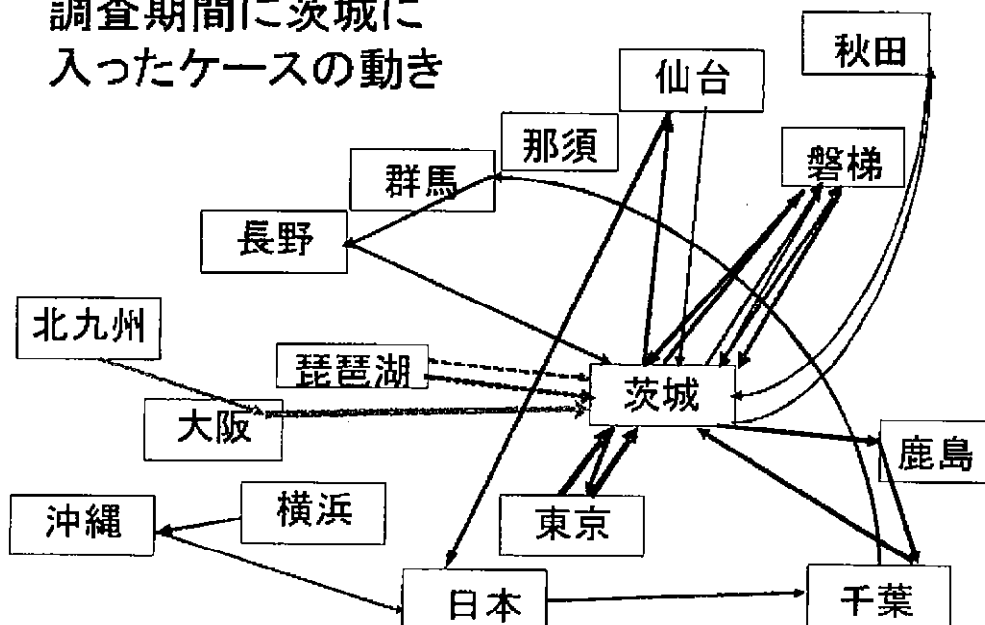 調査期間に茨城に
入ったケースの動き
秋田
仙台
磐梯
那須
群馬
長野
北九州
琵琶湖
茨城
大阪
鹿島
横浜
沖縄
東京
日本
千葉